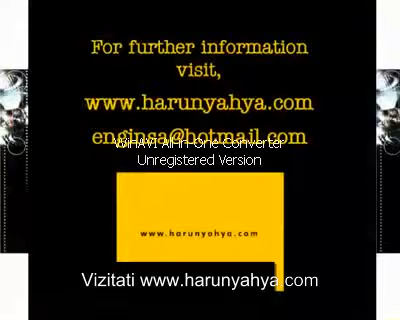 For further information
visit,
www.harunyahya.com
enginsa@hotmail.com
WinAVI All in One Converter
Unregistered Version
www.harunyahya.com
Vizitati www.harunyahya.com